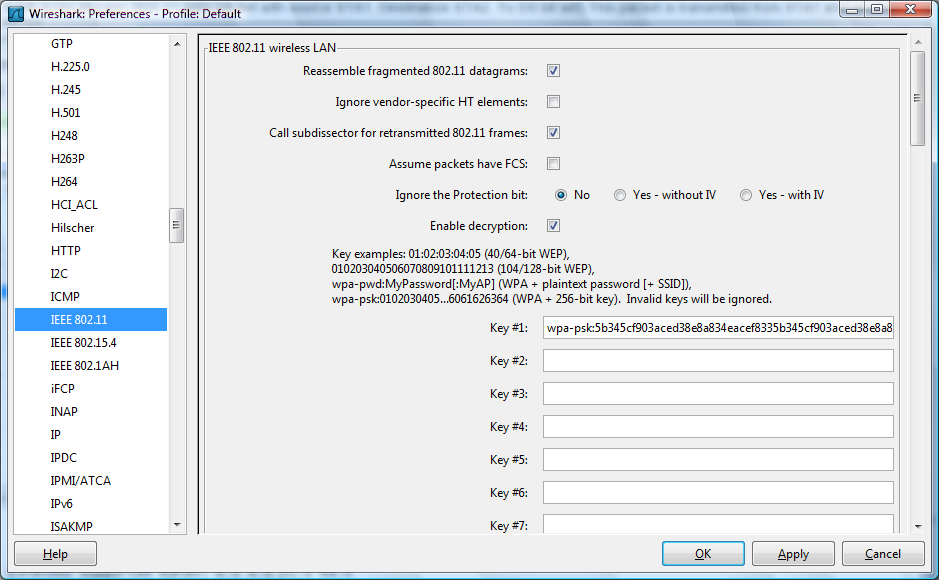 Wireshark: Preferences - Profile: Default
GTP
H.225.0
H.245
H.501
H248
H263P
H264
HCI_ACL
Hilscher
HTTP
I2C
ICMP
IEEE 802.11
IEEE 802.15.4
IEEE 802.1AH
iFCP
INAP
IP
IPDC
IPMI/ATCA
IPv6
ISAKMP
IEEE 802.11 wireless LAN
Reassemble fragmented 802.11 datagrams:
Ignore vendor-specific HT elements:
Call subdissector for retransmitted 802.11 frames:
Assume packets have FCS:
Ignore the Protection bit: No Yes - without IV Yes - with IV
Enable decryption:
Key examples: 01:02:03:04:05 (40/64-bit WEP),
010203040506070809101111213 (104/128-bit WEP),
wpa-pwd:MyPassword[:MyAP] (WPA + plaintext password [+ SSID]),
wpa-psk:0102030405...6061626364 (WPA + 256-bit key). Invalid keys will be ignored.
Key #1: wpa-psk:5b345cf903aced38e8a834eacef8335b345cf903aced38e8a8
Key #2:
Key #3:
Key #4:
Key #5:
Key #6:
Key #7:
Help
OK
Apply
Cancel